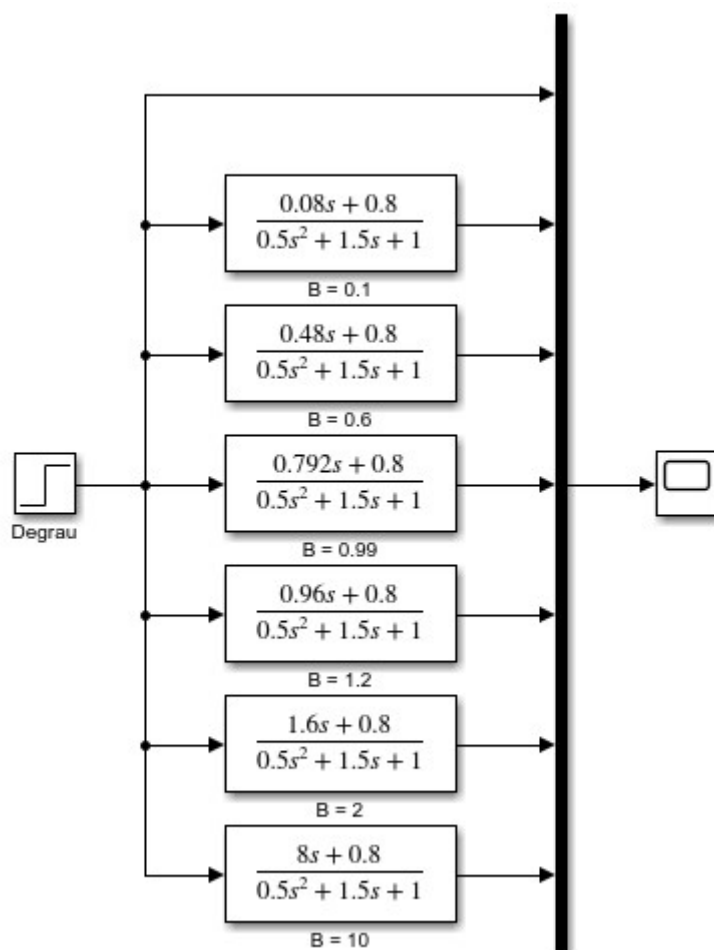 0.08s + 0.8
0.5s² + 1.5s + 1
B = 0.1
0.48s + 0.8
0.5s² + 1.5s + 1
B = 0.6
0.792s + 0.8
0.5s² + 1.5s + 1
Degrau
B = 0.99
0.96s + 0.8
0.5s² + 1.5s + 1
B = 1.2
1.6s + 0.8
0.5s² + 1.5s + 1
B = 2
8s + 0.8
0.5s² + 1.5s + 1
B = 10